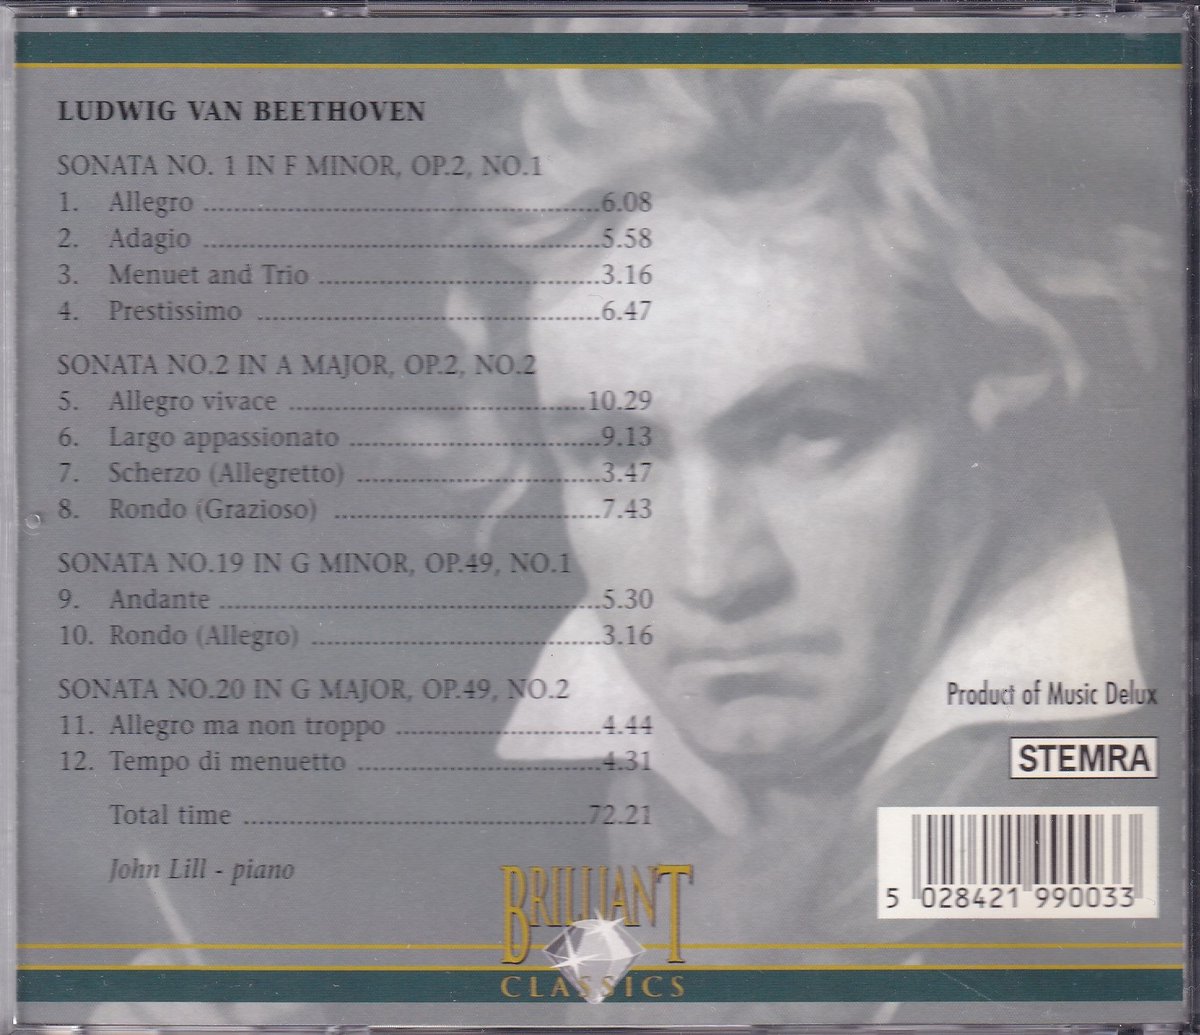 LUDWIG VAN BEETHOVEN
SONATA NO. 1 IN F MINOR, OP.2, NO.1
1. Allegro ................................................6.08
2. Adagio ................................................5.58
3. Menuet and Trio ..................................3.16
4. Prestissimo .........................................6.47
SONATA NO.2 IN A MAJOR, OP.2, NO.2
5. Allegro vivace ....................................10.29
6. Largo appassionato ..............................9.13
7. Scherzo (Allegretto) .............................3.47
8. Rondo (Grazioso) ................................7.43
SONATA NO.19 IN G MINOR, OP.49, NO.1
9. Andante ..............................................5.30
10. Rondo (Allegro) ...................................3.16
SONATA NO.20 IN G MAJOR, OP.49, NO.2
11. Allegro ma non troppo .........................4.44
12. Tempo di menuetto .............................4.31
Total time .........................................72.21
John Lill - piano
Product of Music Delux
STEMRA
5 028421 990033
BRILLIANT
CLASSICS